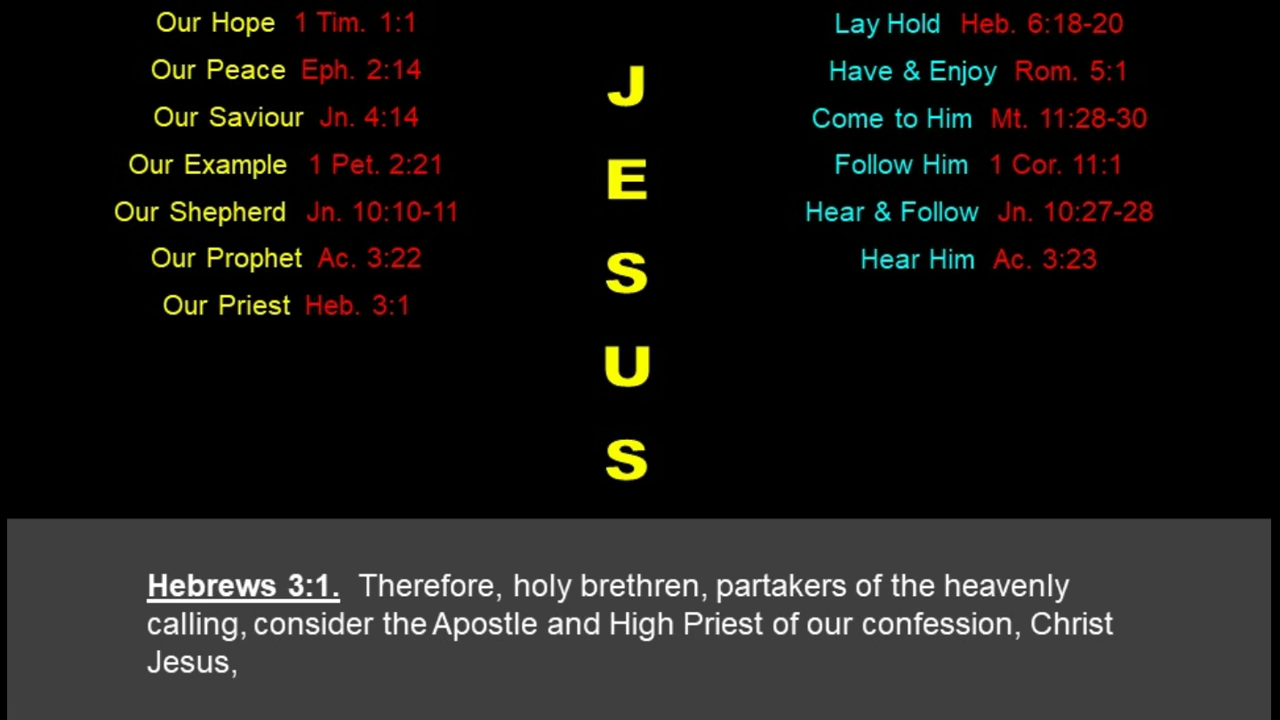 Our Hope 1 Tim. 1:1
Our Peace Eph. 2:14
Our Saviour Jn. 4:14
Our Example 1 Pet. 2:21
Our Shepherd Jn. 10:10-11
Our Prophet Ac. 3:22
Our Priest Heb. 3:1
J
E
S
U
S
Lay Hold Heb. 6:18-20
Have & Enjoy Rom. 5:1
Come to Him Mt. 11:28-30
Follow Him 1 Cor. 11:1
Hear & Follow Jn. 10:27-28
Hear Him Ac. 3:23
Hebrews 3:1. Therefore, holy brethren, partakers of the heavenly
calling, consider the Apostle and High Priest of our confession, Christ
Jesus,